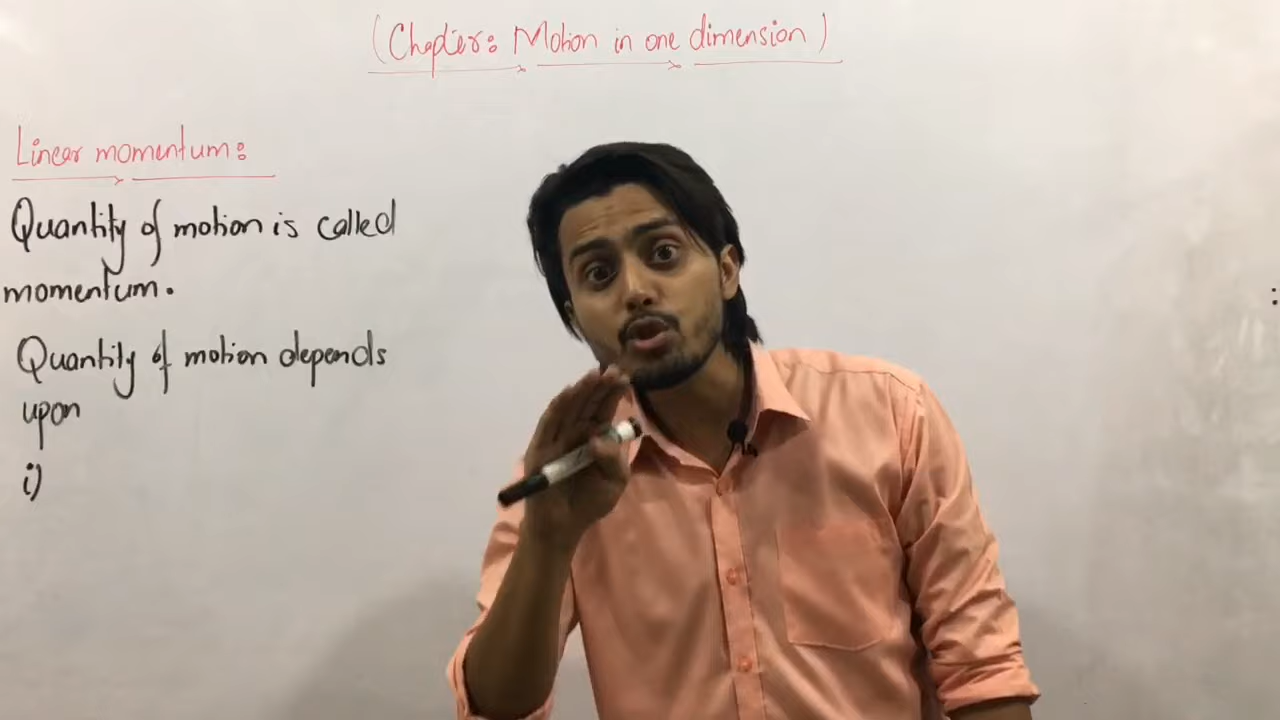 (Chapter: Motion in one dimension)
Linear momentum:
Quantity of motion is called
momentum.
Quantity of motion depends
upon
i)